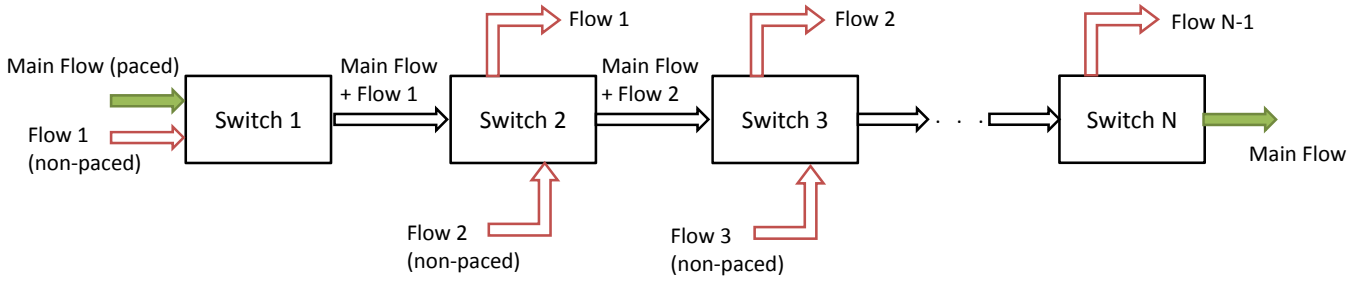 Flow 1
Flow 2
Flow N-1
Main Flow (paced)
Main Flow
+ Flow 1
Main Flow
+ Flow 2
Switch 1
Switch 2
Switch 3
. . .
Switch N
Flow 1
(non-paced)
Main Flow
Flow 2
(non-paced)
Flow 3
(non-paced)